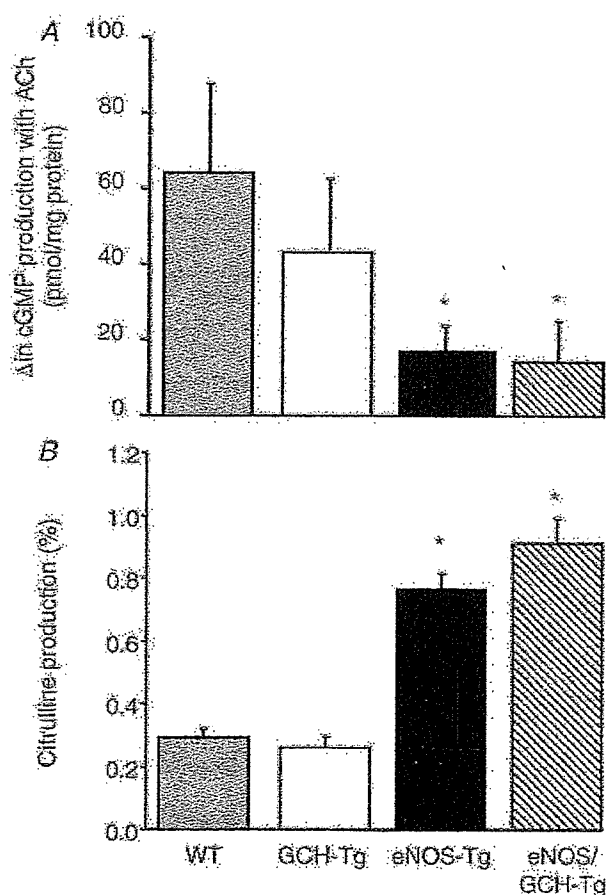 A
Δin cGMP production with ACh
(pmol/mg protein)
100
80
60
40
20
0
*
*
B
Citrulline production (%)
1.2
1.0
0.8
0.6
0.4
0.2
0.0
*
*
WT
GCH-Tg
eNOS-Tg
eNOS/
GCH-Tg